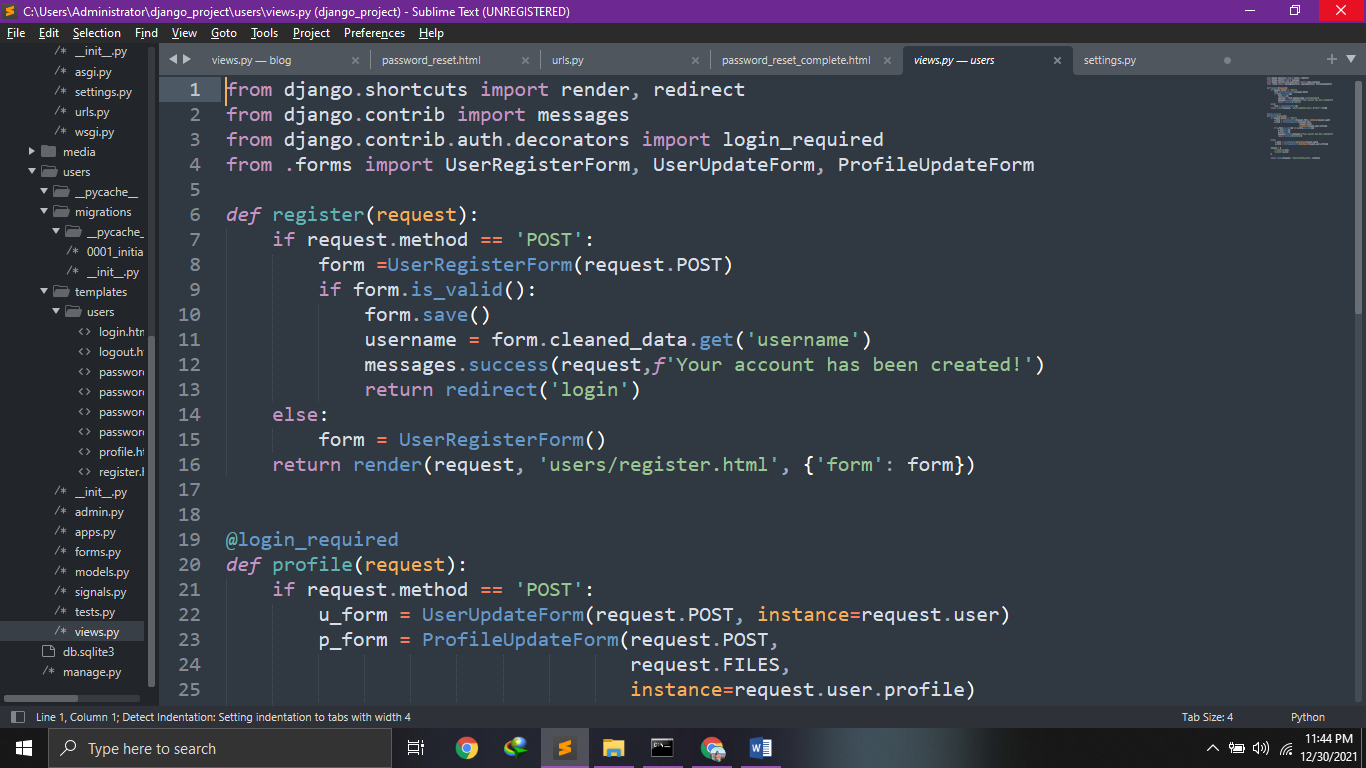 C:\Users\Administrator\django_project\users\views.py (django_project) - Sublime Text (UNREGISTERED)
File Edit Selection Find View Goto Tools Project Preferences Help
views.py — blog
password_reset.html
urls.py
password_reset_complete.html
views.py — users
settings.py
/* __init__.py
/* asgi.py
/* settings.py
/* urls.py
/* wsgi.py
media
users
__pycache__
migrations
__pycache_
/* 0001_initia
/* __init__.py
templates
users
<> login.htm
<> logout.h
<> passwor
<> passwor
<> passwor
<> passwor
<> profile.ht
<> register.
/* __init__.py
/* admin.py
/* apps.py
/* forms.py
/* models.py
/* signals.py
/* tests.py
/* views.py
db.sqlite3
/* manage.py
1 from django.shortcuts import render, redirect
2 from django.contrib import messages
3 from django.contrib.auth.decorators import login_required
4 from .forms import UserRegisterForm, UserUpdateForm, ProfileUpdateForm
5
6 def register(request):
7     if request.method == 'POST':
8         form =UserRegisterForm(request.POST)
9         if form.is_valid():
10             form.save()
11             username = form.cleaned_data.get('username')
12             messages.success(request,f'Your account has been created!')
13             return redirect('login')
14     else:
15         form = UserRegisterForm()
16     return render(request, 'users/register.html', {'form': form})
17
18
19 @login_required
20 def profile(request):
21     if request.method == 'POST':
22         u_form = UserUpdateForm(request.POST, instance=request.user)
23         p_form = ProfileUpdateForm(request.POST,
24                                    request.FILES,
25                                    instance=request.user.profile)
Line 1, Column 1; Detect Indentation: Setting indentation to tabs with width 4
Tab Size: 4
Python
Type here to search
11:44 PM
12/30/2021